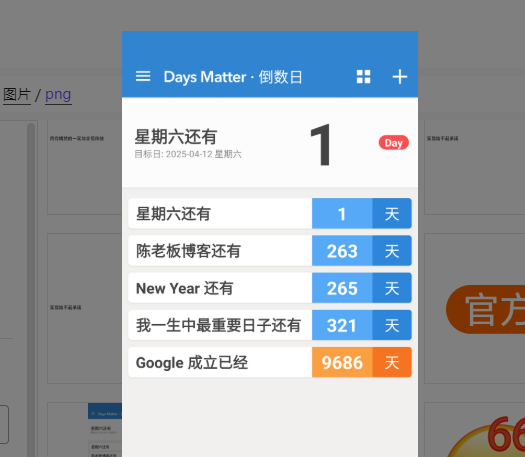 图片 / png
Days Matter · 倒数日
星期六还有
1
Day
目标日: 2025-04-12 星期六
星期六还有 1 天
陈老板博客还有 263 天
New Year 还有 265 天
我一生中最重要日子还有 321 天
Google 成立已经 9686 天
官方
66